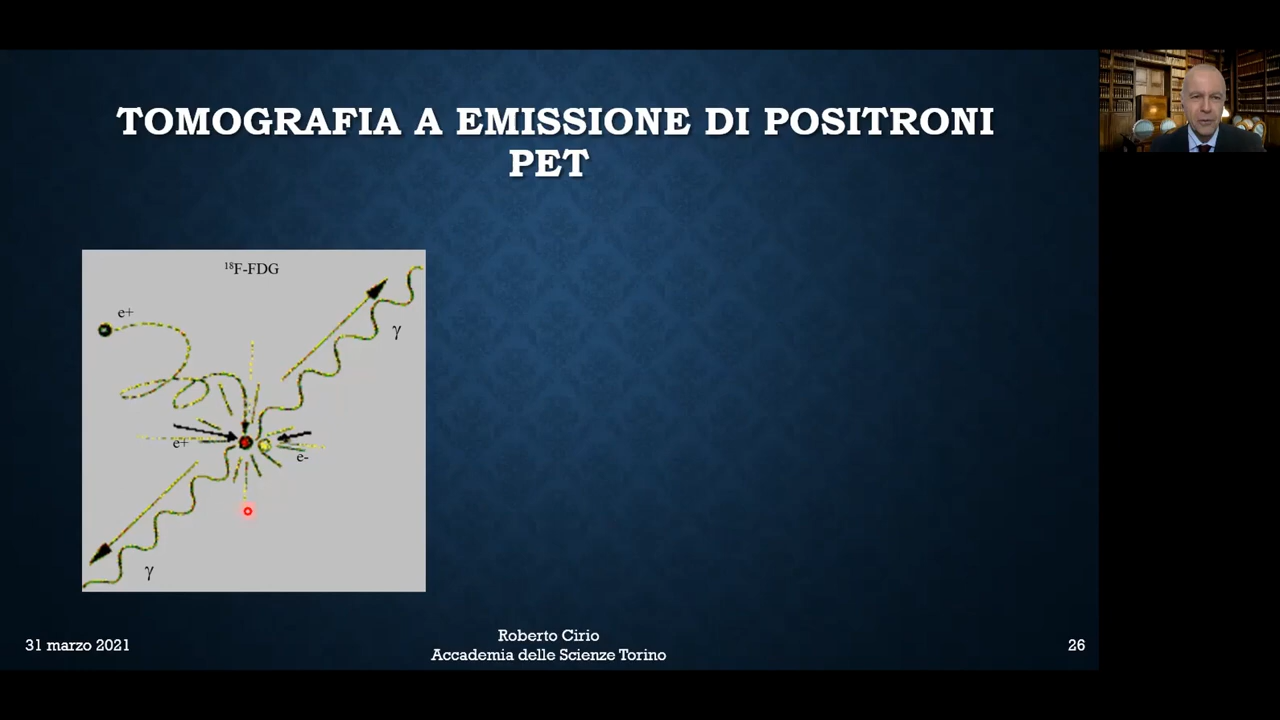 TOMOGRAFIA A EMISSIONE DI POSITRONI
PET
¹⁸F-FDG
e+
γ
e+
e-
γ
31 marzo 2021
Roberto Cirio
Accademia delle Scienze Torino
26